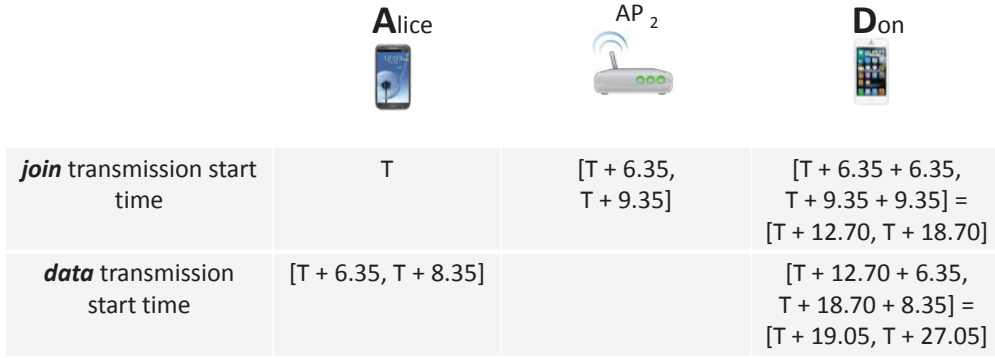 Alice
AP 2
Don
12:03
join transmission start time
T
[T + 6.35,
T + 9.35]
[T + 6.35 + 6.35,
T + 9.35 + 9.35] =
[T + 12.70, T + 18.70]
data transmission
start time
[T + 6.35, T + 8.35]
[T + 12.70 + 6.35,
T + 18.70 + 8.35] =
[T + 19.05, T + 27.05]